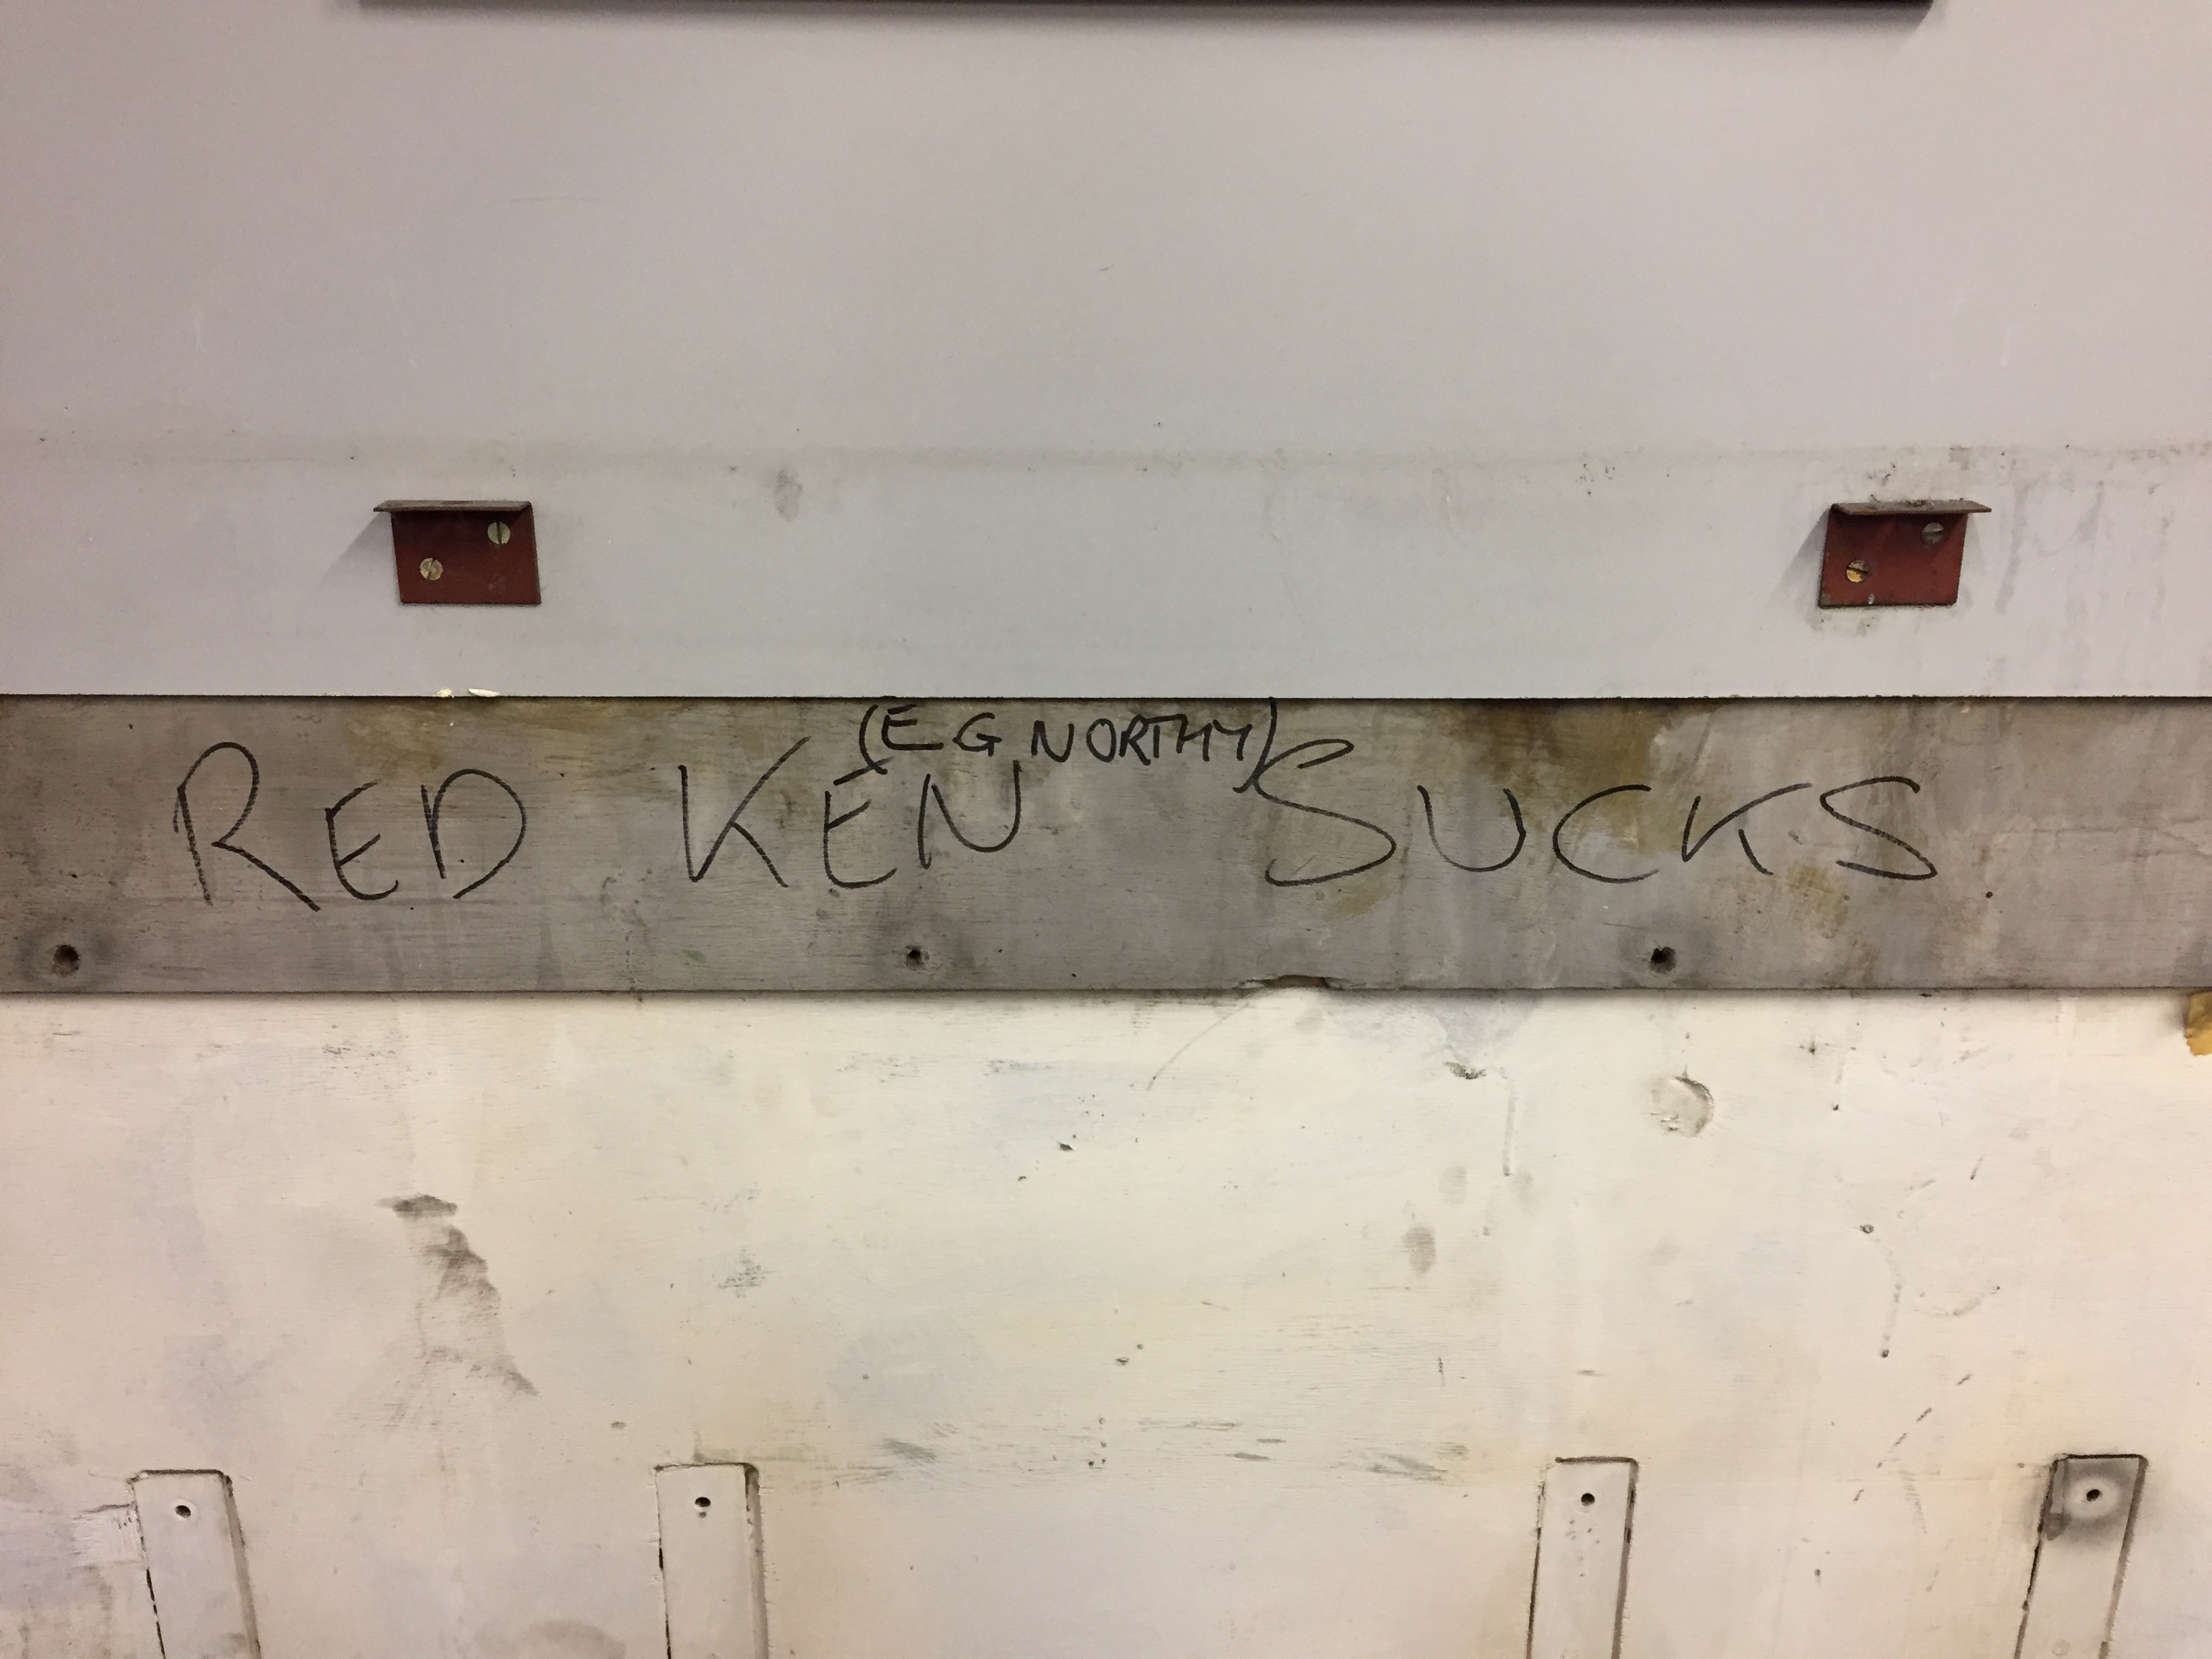 (E G NORTHY)
RED KEN SUCKS